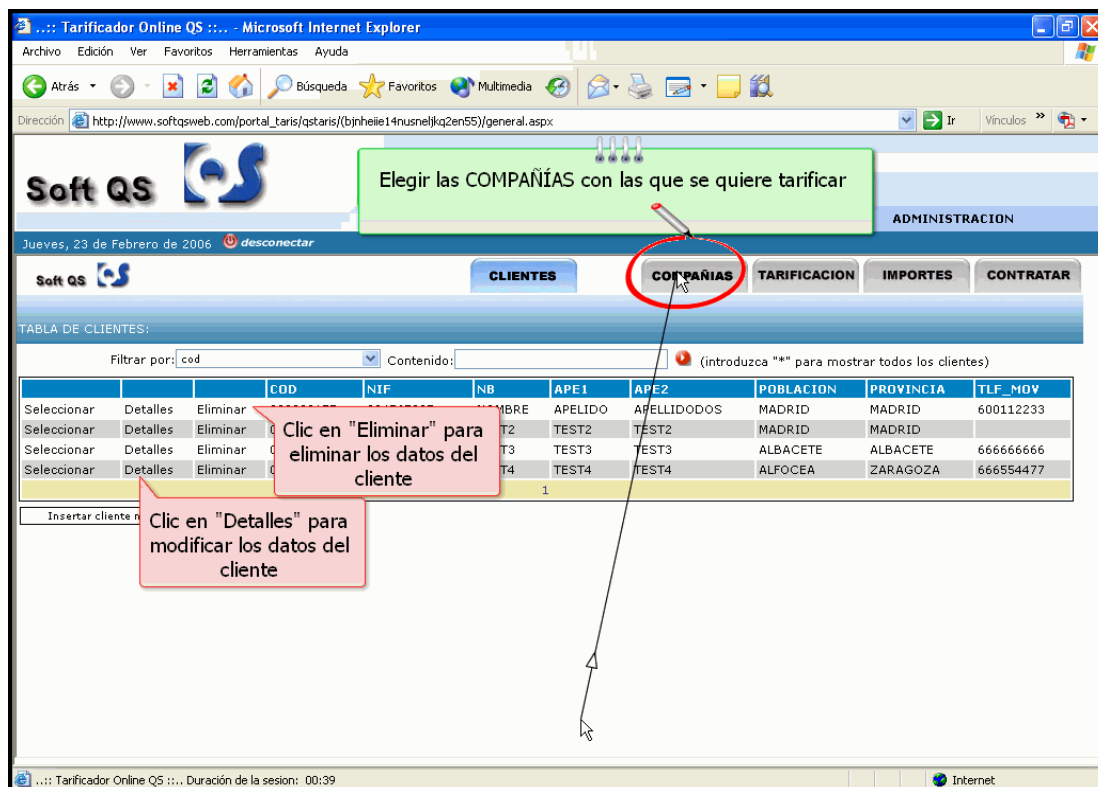 ..:: Tarificador Online QS ::.. - Microsoft Internet Explorer
Archivo Edición Ver Favoritos Herramientas Ayuda
Atrás Búsqueda Favoritos Multimedia
Dirección http://www.softqsweb.com/portal_taris/qstaris/(bjnheiie14nusneljkq2en55)/general.aspx Ir Vínculos »
Elegir las COMPAÑÍAS con las que se quiere tarificar
Soft QS
ADMINISTRACION
Jueves, 23 de Febrero de 2006 desconectar
Soft QS CLIENTES COMPAÑIAS TARIFICACION IMPORTES CONTRATAR
TABLA DE CLIENTES:
Filtrar por: cod Contenido: (introduzca "*" para mostrar todos los clientes)
COD NIF NB APE1 APE2 POBLACION PROVINCIA TLF_MOV
Seleccionar Detalles Eliminar APELIDO APELLIDODOS MADRID MADRID 600112233
Seleccionar Detalles Eliminar TEST2 TEST2 MADRID MADRID
Seleccionar Detalles Eliminar TEST3 TEST3 ALBACETE ALBACETE 666666666
Seleccionar Detalles Eliminar TEST4 TEST4 ALFOCEA ZARAGOZA 666554477
1
Clic en "Eliminar" para
eliminar los datos del
cliente
Insertar cliente
Clic en "Detalles" para
modificar los datos del
cliente
..:: Tarificador Online QS ::.. Duración de la sesion: 00:39 Internet